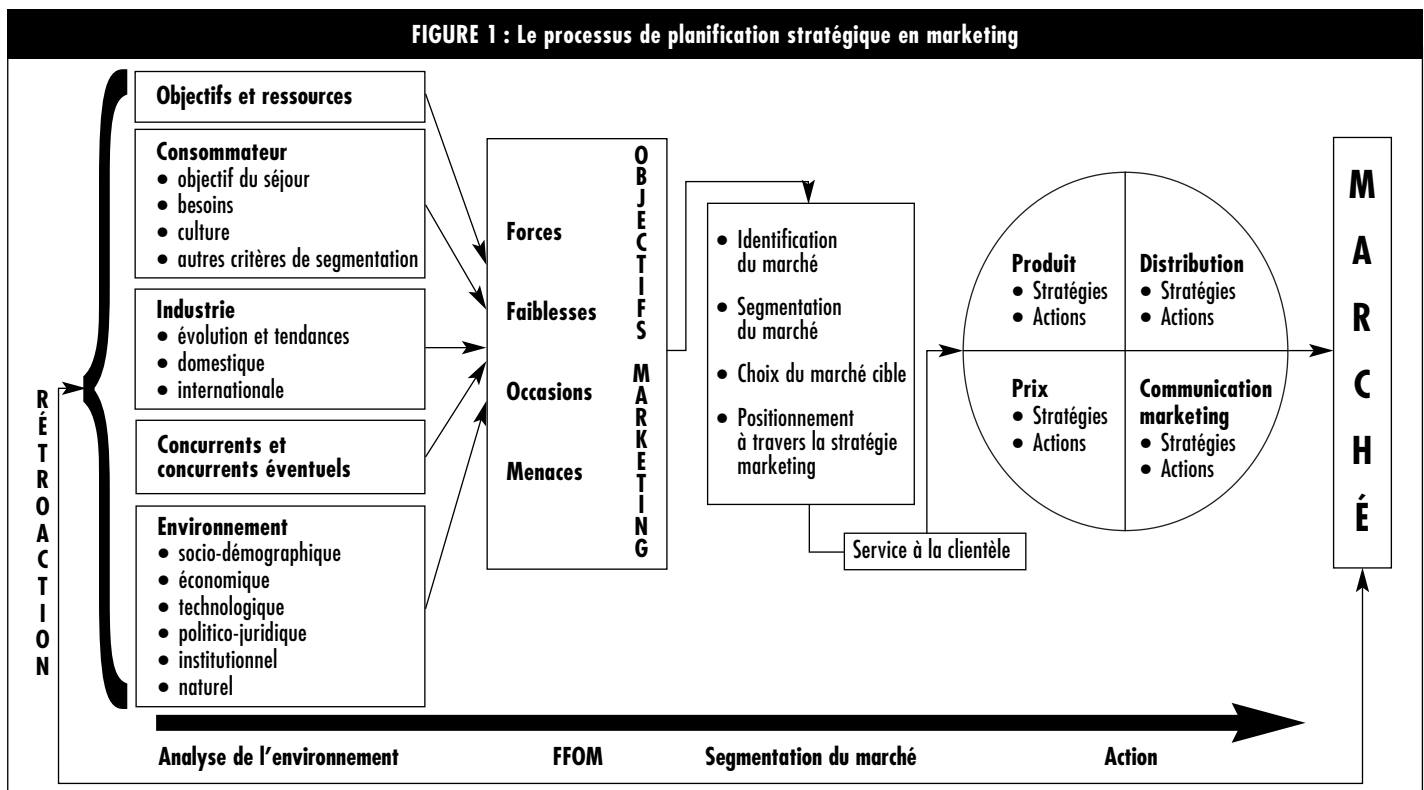 FIGURE 1 : Le processus de planification stratégique en marketing
RÉTROACTION
Objectifs et ressources
Consommateur
• objectif du séjour
• besoins
• culture
• autres critères de segmentation
Industrie
• évolution et tendances
• domestique
• internationale
Concurrents et
concurrents éventuels
Environnement
• socio-démographique
• économique
• technologique
• politico-juridique
• institutionnel
• naturel
Forces
Faiblesses
Occasions
Menaces
OBJECTIFS MARKETING
• Identification
du marché
• Segmentation
du marché
• Choix du marché cible
• Positionnement
à travers la stratégie
marketing
Service à la clientèle
Produit
• Stratégies
• Actions
Distribution
• Stratégies
• Actions
Prix
• Stratégies
• Actions
Communication
marketing
• Stratégies
• Actions
MARCHÉ
Analyse de l'environnement
FFOM
Segmentation du marché
Action